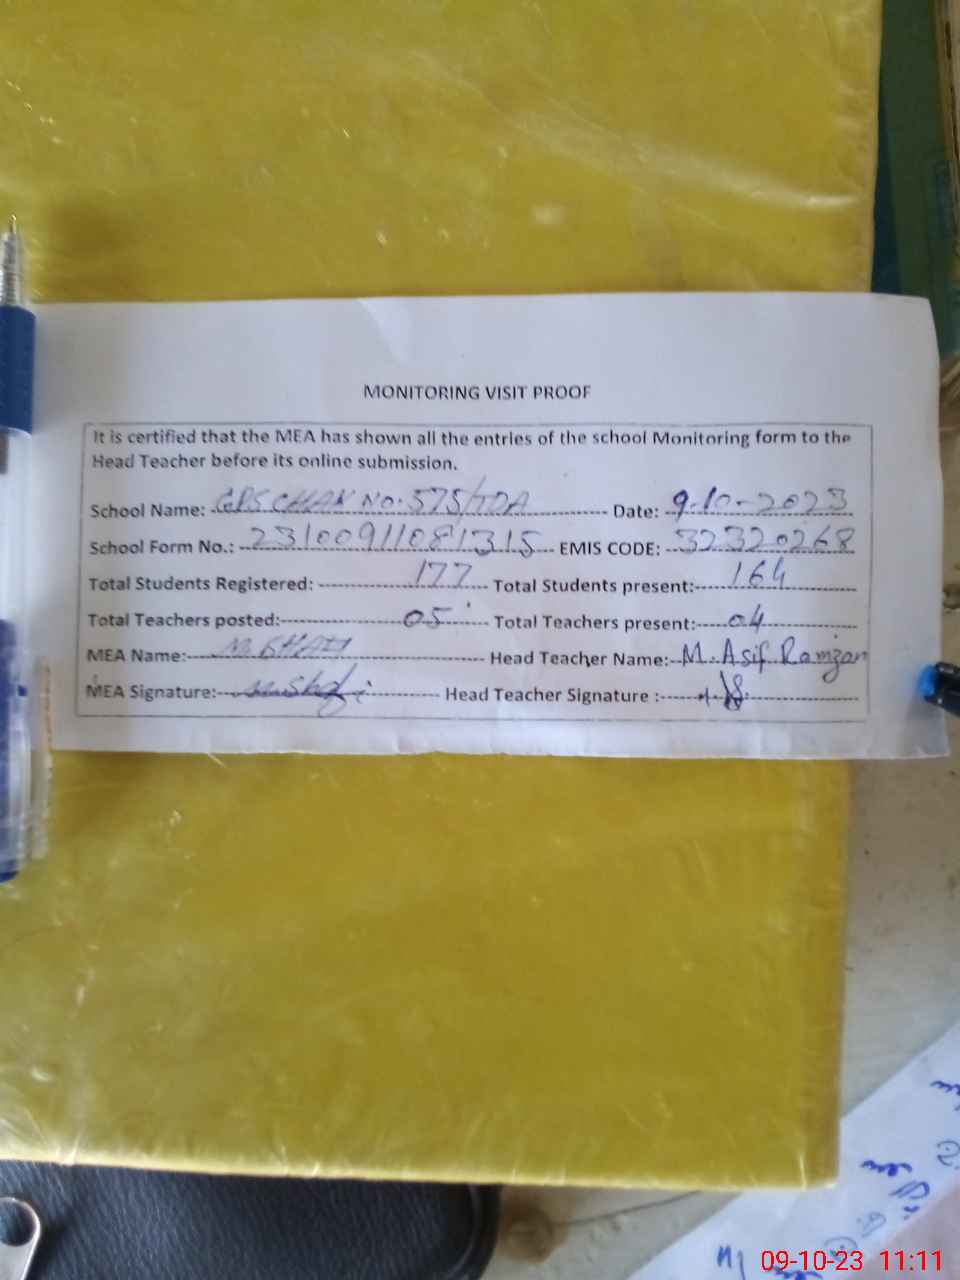 MONITORING VISIT PROOF
It is certified that the MEA has shown all the entries of the school Monitoring form to the
Head Teacher before its online submission.
School Name: GPS CHAK NO. 575/TDA Date: 9-10-2023
School Form No.: 2310091108 1315 EMIS CODE: 32320268
Total Students Registered: 177 Total Students present: 164
Total Teachers posted: 05 Total Teachers present: 04
MEA Name: M. SHAFI Head Teacher Name: M. Asif Ramzan
MEA Signature: Head Teacher Signature :
09-10-23 11:11